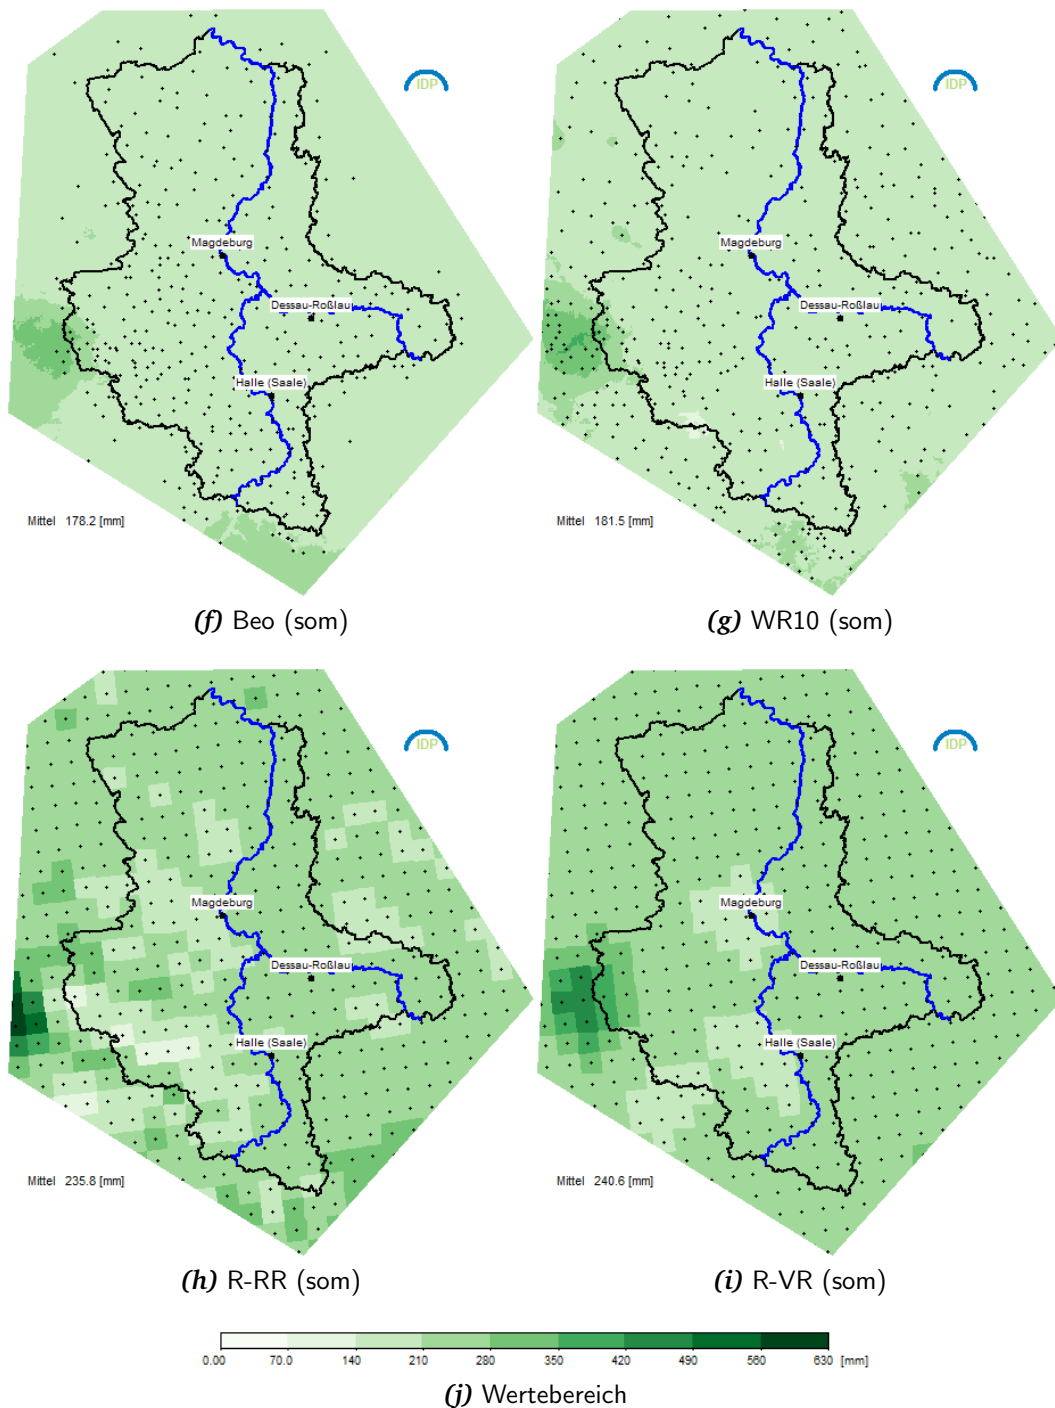 IDP
Magdeburg
Dessau-Roßlau
Halle (Saale)
Mittel 178.2 [mm]
(f) Beo (som)
IDP
Magdeburg
Dessau-Roßlau
Halle (Saale)
Mittel 181.5 [mm]
(g) WR10 (som)
IDP
Magdeburg
Dessau-Roßlau
Halle (Saale)
Mittel 235.8 [mm]
(h) R-RR (som)
IDP
Magdeburg
Dessau-Roßlau
Halle (Saale)
Mittel 240.6 [mm]
(i) R-VR (som)
0.00 70.0 140 210 280 350 420 490 560 630 [mm]
(j) Wertebereich